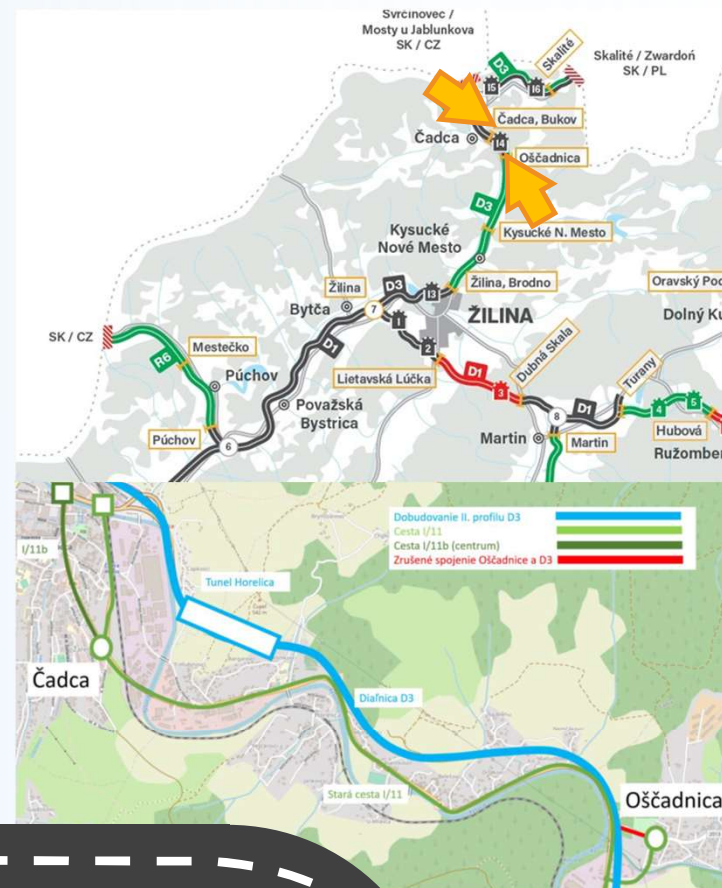 Svrčinovec /
Mosty u Jablunkova
SK / CZ
D3
Skalité
Skalité / Zwardoń
SK / PL
15
16
Čadca, Bukov
Čadca
14
Oščadnica
D3
Kysucké
Nové Mesto
Kysucké N. Mesto
Žilina
D3
Žilina, Brodno
13
Bytča
7
1
ŽILINA
Oravský Pod
Dolný Ku
SK / CZ
R6
Mestečko
D1
2
Dubná Skala
Turany
Púchov
Lietavská Lúčka
D1
3
Považská
Bystrica
8
D1
4
5
Púchov
6
Martin
Martin
Hubová
Ružomber
I/11b
Dobudovanie II. profilu D3
Cesta I/11
Cesta I/11b (centrum)
Zrušené spojenie Oščadnice a D3
Tunel Horelica
Čadca
Diaľnica D3
Stará cesta I/11
Oščadnica